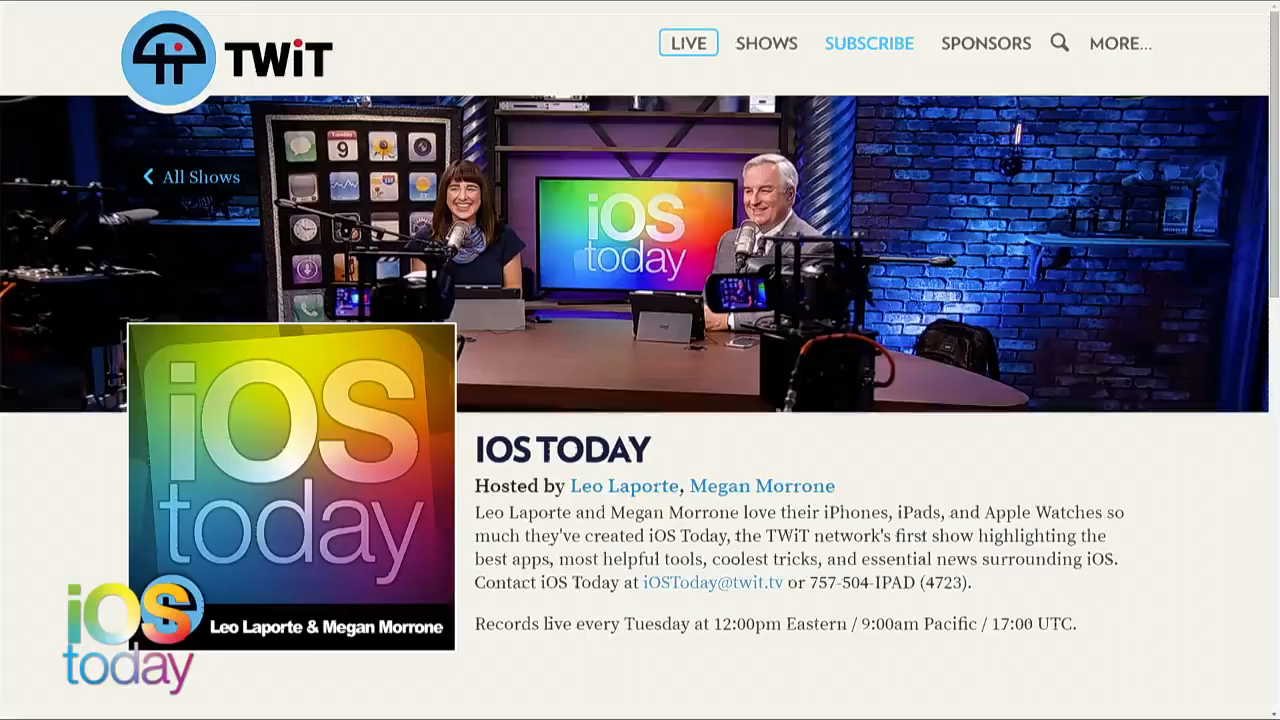 TWiT
LIVE
SHOWS
SUBSCRIBE
SPONSORS
MORE...
All Shows
Tuesday
9
iOS
today
iOS
today
Leo Laporte & Megan Morrone
IOS TODAY
Hosted by Leo Laporte, Megan Morrone
Leo Laporte and Megan Morrone love their iPhones, iPads, and Apple Watches so
much they've created iOS Today, the TWiT network's first show highlighting the
best apps, most helpful tools, coolest tricks, and essential news surrounding iOS.
Contact iOS Today at iOSToday@twit.tv or 757-504-IPAD (4723).
Records live every Tuesday at 12:00pm Eastern / 9:00am Pacific / 17:00 UTC.
iOS
today